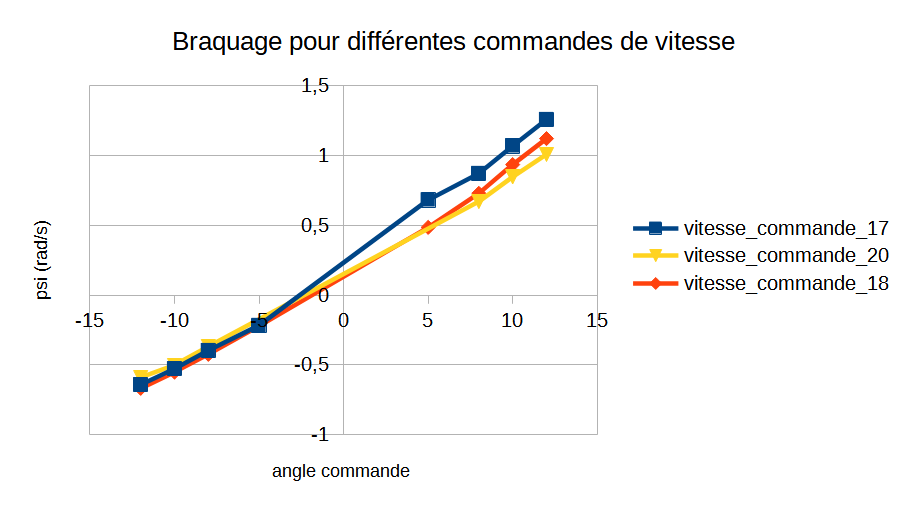 Braquage pour différentes commandes de vitesse
1,5
1
0,5
0
-0,5
-1
-15
-10
-5
0
5
10
15
psi (rad/s)
angle commande
vitesse_commande_17
vitesse_commande_20
vitesse_commande_18